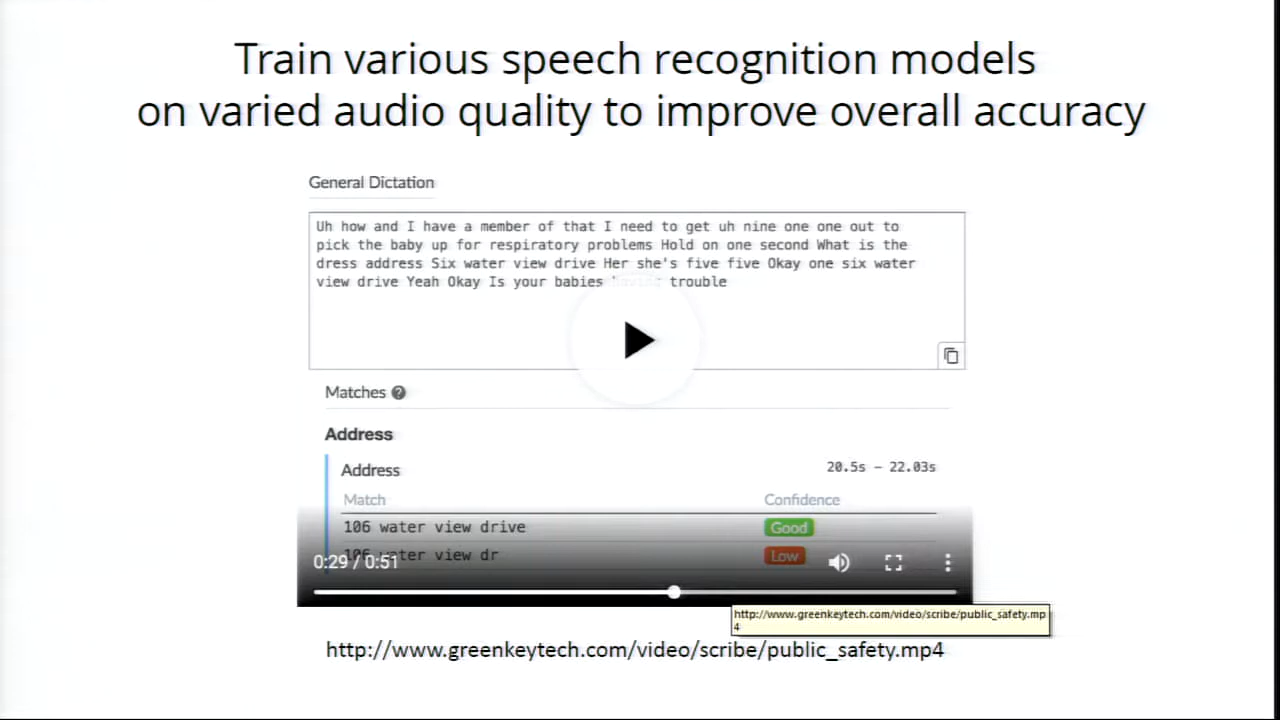 Train various speech recognition models
on varied audio quality to improve overall accuracy
General Dictation
Uh how and I have a member of that I need to get uh nine one one out to
pick the baby up for respiratory problems Hold on one second What is the
dress address Six water view drive Her she's five five Okay one six water
view drive Yeah Okay Is your babies having trouble
Matches
Address
Address 20.5s – 22.03s
Match Confidence
106 water view drive Good
106 water view dr Low
0:29 / 0:51
http://www.greenkeytech.com/video/scribe/public_safety.mp
4
http://www.greenkeytech.com/video/scribe/public_safety.mp4